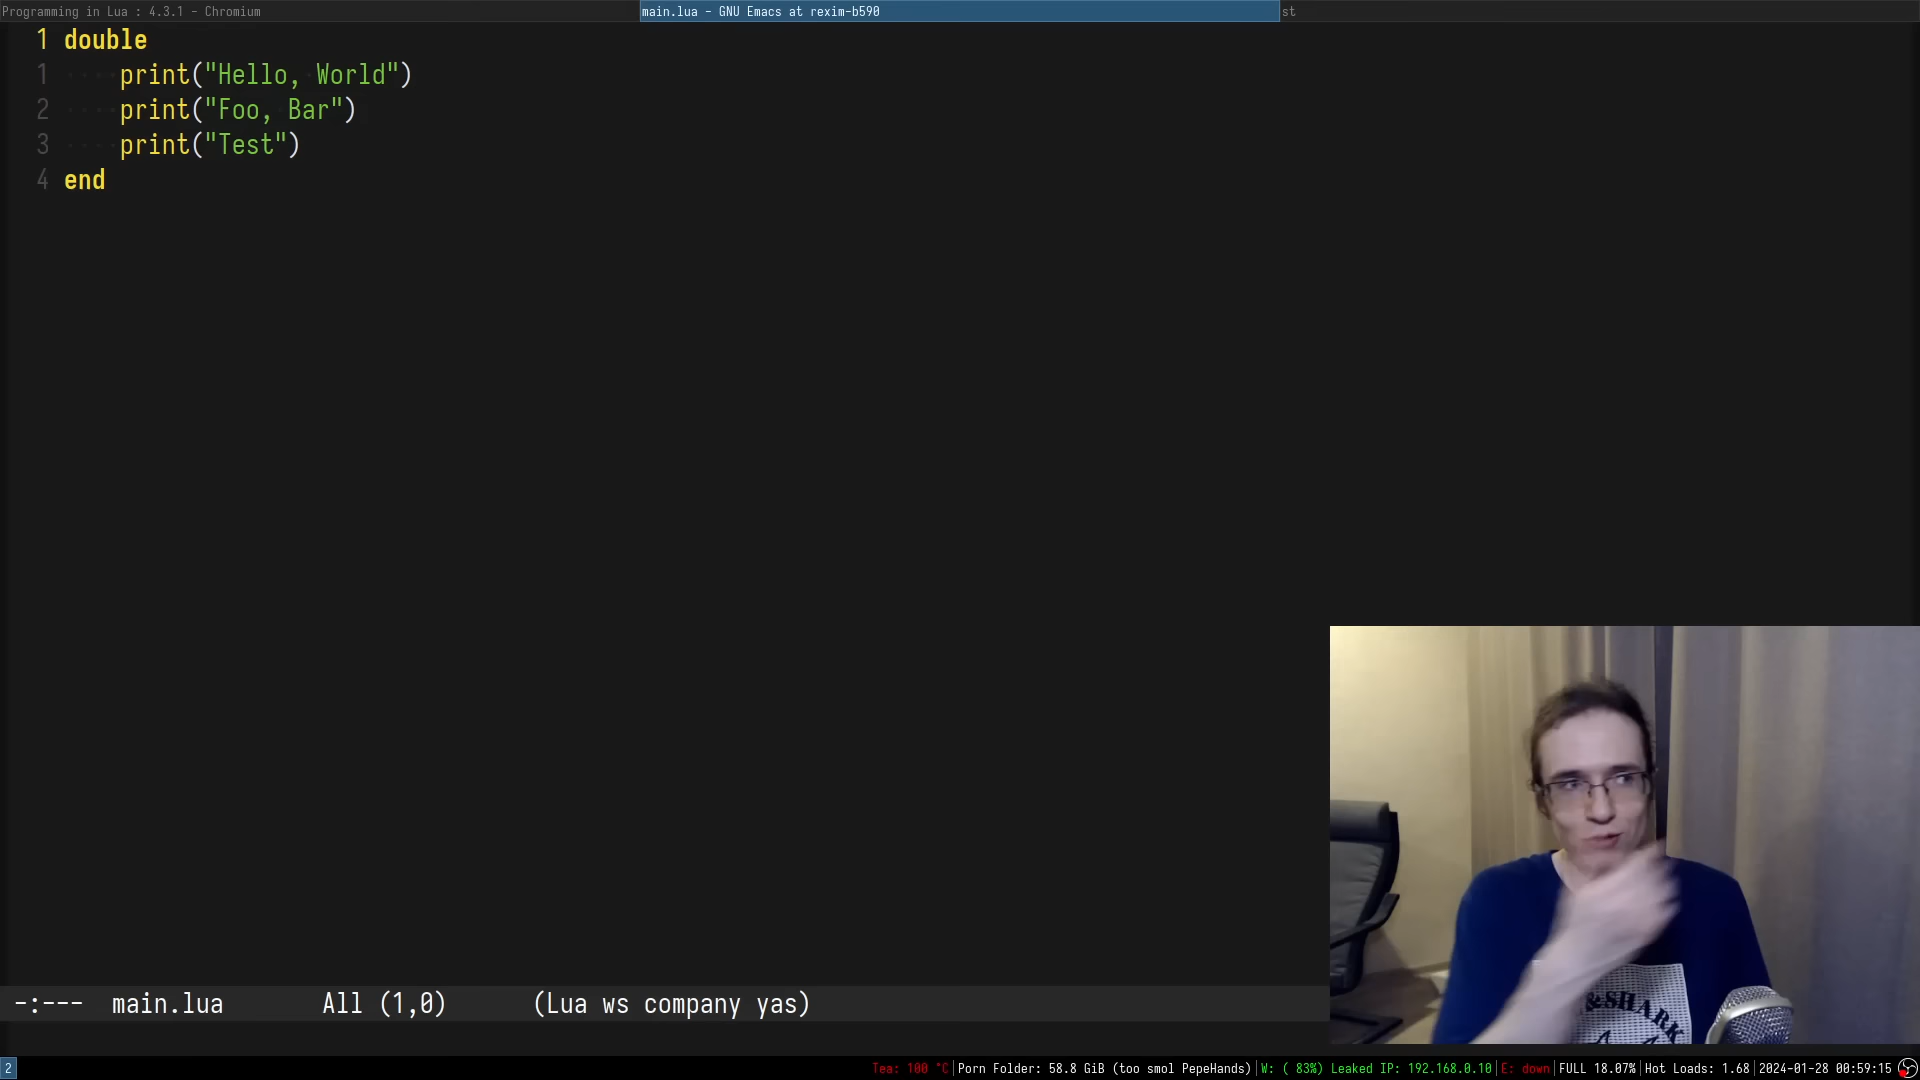 Programming in Lua : 4.3.1 - Chromium
main.lua - GNU Emacs at rexim-b590
st
1 double
1 ····print("Hello, World")
2 ····print("Foo, Bar")
3 ····print("Test")
4 end
-:--- main.lua All (1,0) (Lua ws company yas)
&SHARK
2
Tea: 100 °C|Porn Folder: 58.8 GiB (too smol PepeHands)|W: ( 83%) Leaked IP: 192.168.0.10|E: down|FULL 18.07%|Hot Loads: 1.68|2024-01-28 00:59:15